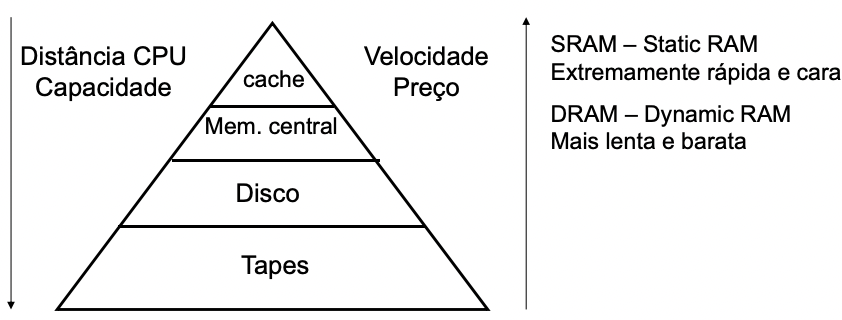 Distância CPU
Capacidade
cache
Mem. central
Disco
Tapes
Velocidade
Preço
SRAM – Static RAM
Extremamente rápida e cara
DRAM – Dynamic RAM
Mais lenta e barata